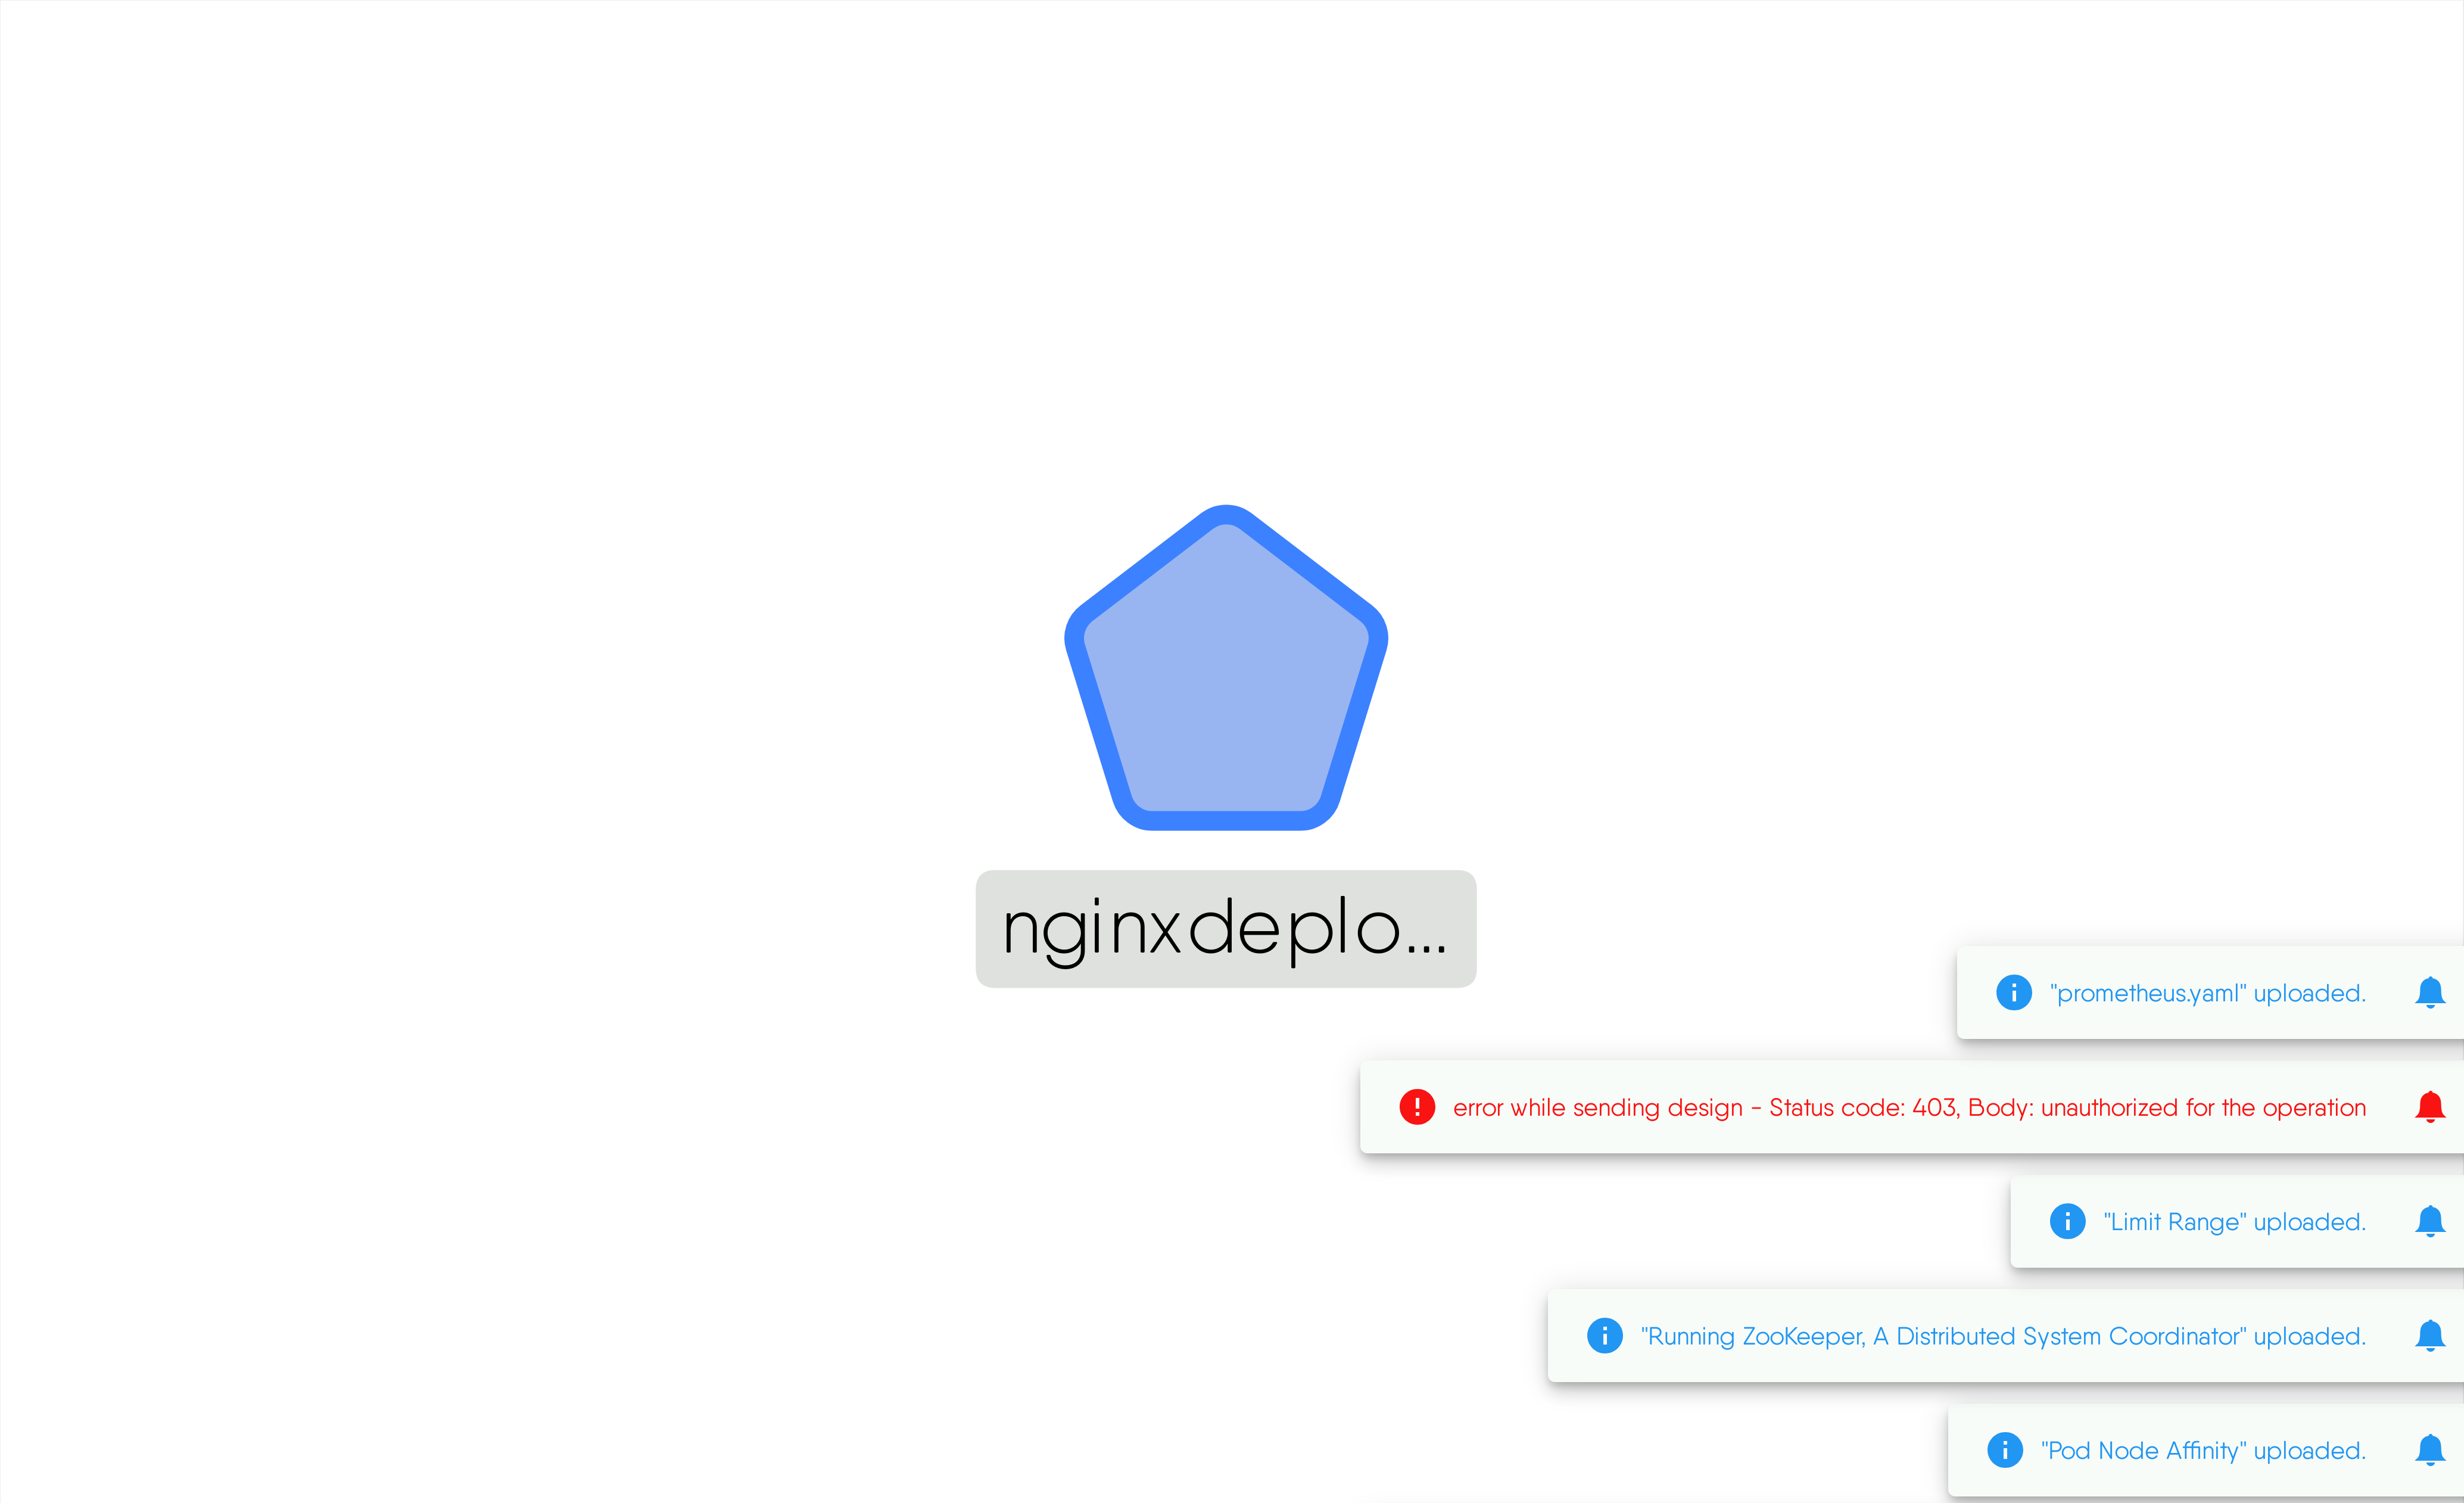 nginxdeplo...
"prometheus.yaml" uploaded.
error while sending design - Status code: 403, Body: unauthorized for the operation
"Limit Range" uploaded.
"Running ZooKeeper, A Distributed System Coordinator" uploaded.
"Pod Node Affinity" uploaded.